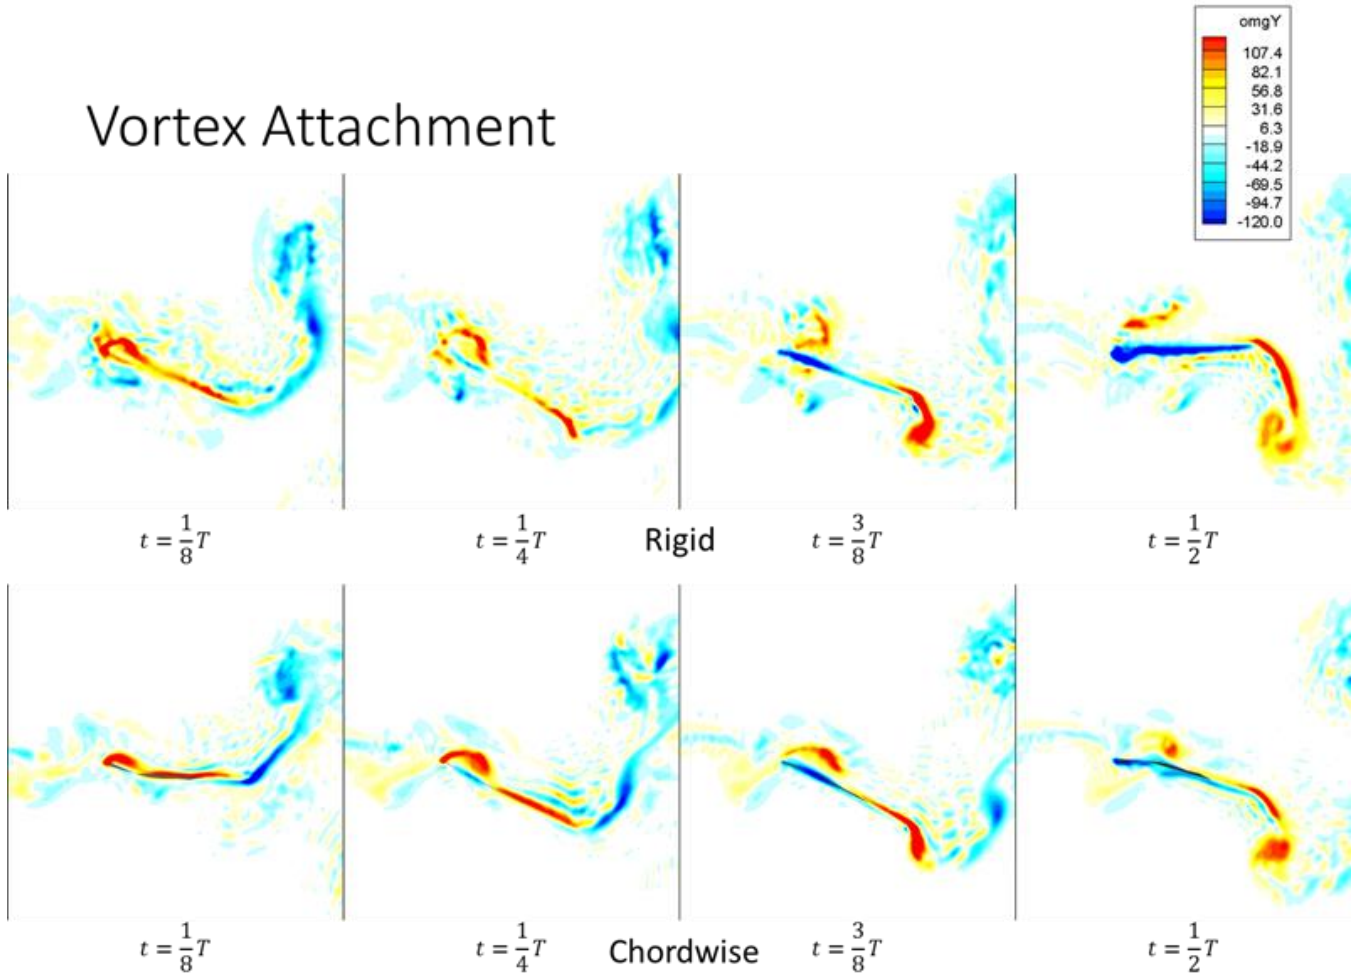 omgY
107.4
82.1
56.8
31.6
6.3
-18.9
-44.2
-69.5
-94.7
-120.0
Vortex Attachment
t = 1/8 T
t = 1/4 T
Rigid
t = 3/8 T
t = 1/2 T
t = 1/8 T
t = 1/4 T
Chordwise
t = 3/8 T
t = 1/2 T